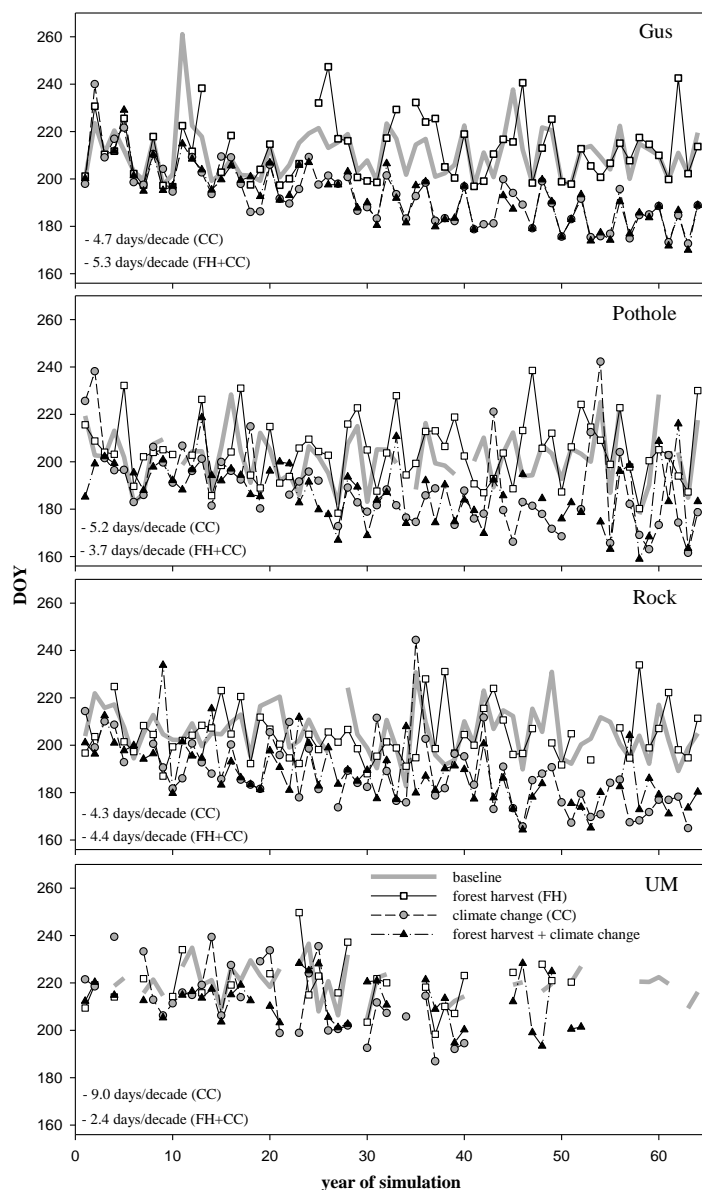 Gus
260
240
220
200
180
160
- 4.7 days/decade (CC)
- 5.3 days/decade (FH+CC)
Pothole
260
240
220
200
180
160
- 5.2 days/decade (CC)
- 3.7 days/decade (FH+CC)
DOY
Rock
260
240
220
200
180
160
- 4.3 days/decade (CC)
- 4.4 days/decade (FH+CC)
UM
baseline
forest harvest (FH)
climate change (CC)
forest harvest + climate change
260
240
220
200
180
160
- 9.0 days/decade (CC)
- 2.4 days/decade (FH+CC)
0 10 20 30 40 50 60
year of simulation